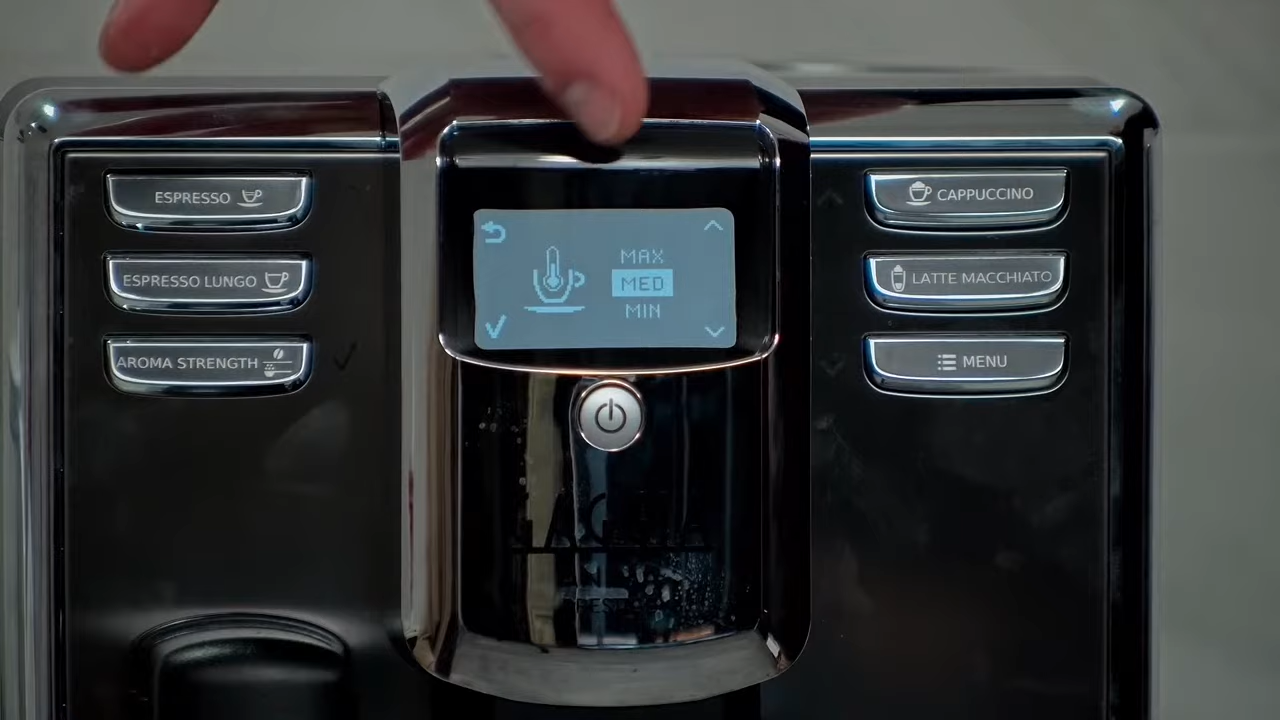 ESPRESSO
ESPRESSO LUNGO
AROMA STRENGTH
MAX
MED
MIN
CAPPUCCINO
LATTE MACCHIATO
MENU